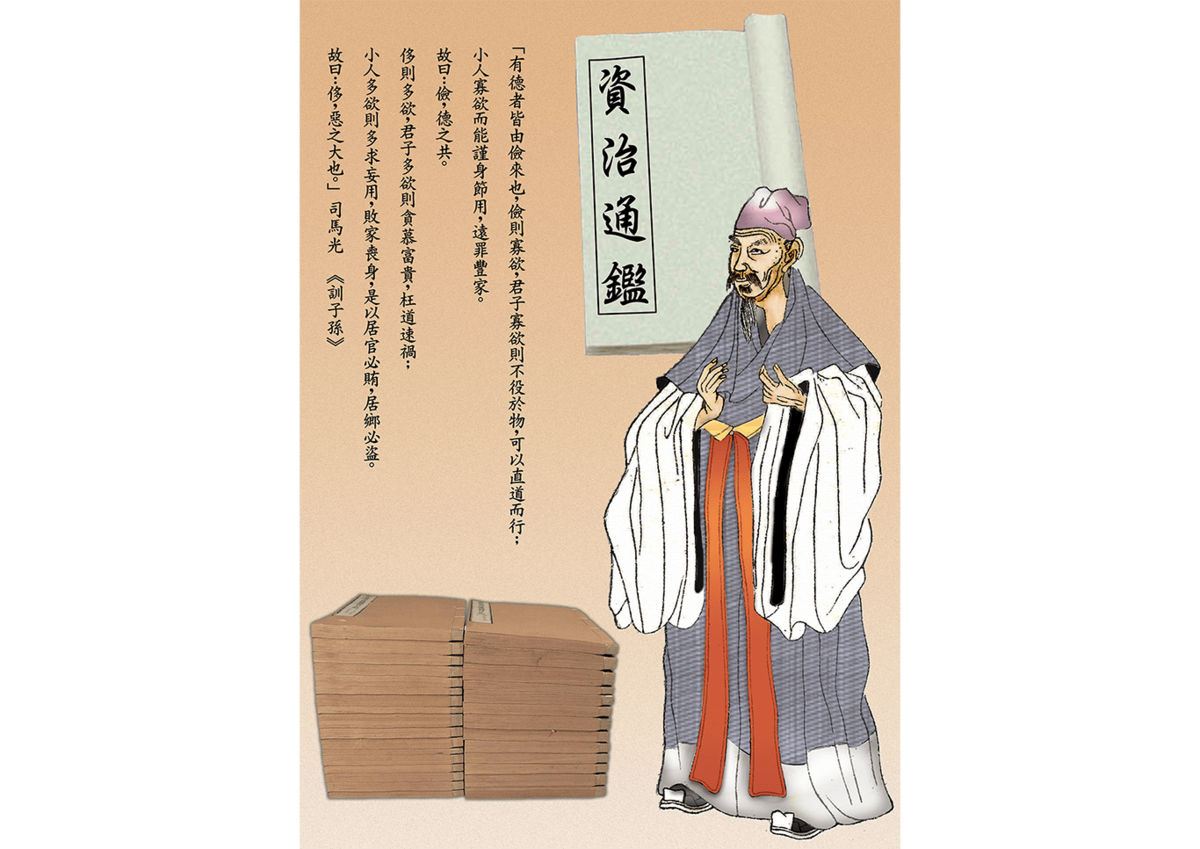 資治通鑑
「有德者皆由儉來也,儉則寡欲,君子寡欲則不役於物,可以直道而行;
小人寡欲而能謹身節用,遠罪豐家。
故曰:儉,德之共。
侈則多欲,君子多欲則貪慕富貴,枉道速禍;
小人多欲則多求妄用,敗家喪身,是以居官必賄,居鄉必盜。
故曰:侈,惡之大也。」司馬光 《訓子孫》